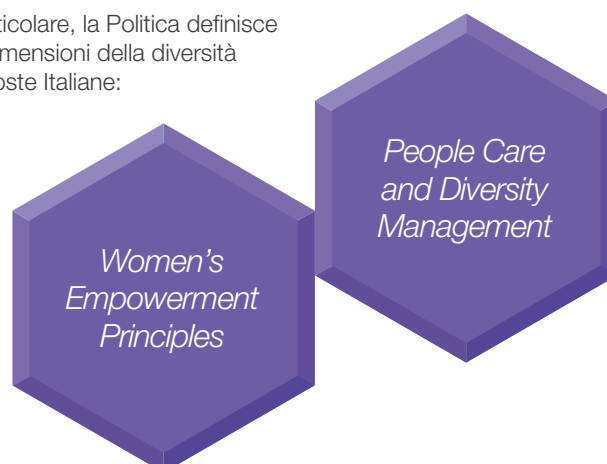 ticolare, la Politica definisce
mensioni della diversità
oste Italiane:
People Care
and Diversity
Management
Women's
Empowerment
Principles